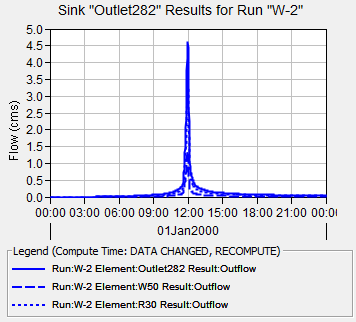 Sink "Outlet282" Results for Run "W-2"
5.0
4.5
4.0
3.5
3.0
2.5
2.0
1.5
1.0
0.5
0.0
Flow (cms)
00:00 03:00 06:00 09:00 12:00 15:00 18:00 21:00 00:0
01Jan2000
Legend (Compute Time: DATA CHANGED, RECOMPUTE)
Run:W-2 Element:Outlet282 Result:Outflow
Run:W-2 Element:W50 Result:Outflow
Run:W-2 Element:R30 Result:Outflow